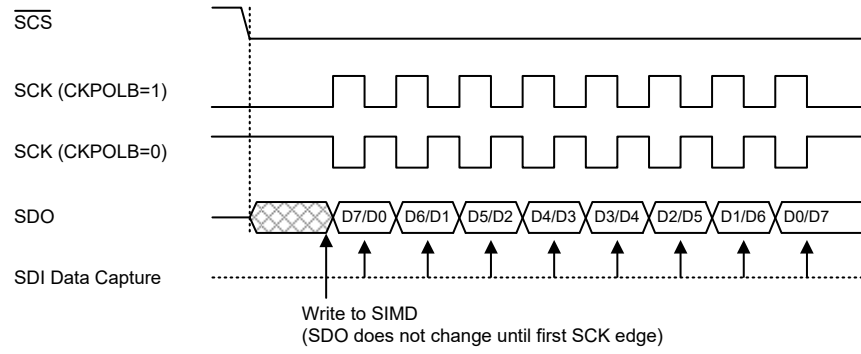 SCS
SCK (CKPOLB=1)
SCK (CKPOLB=0)
SDO
D7/D0 D6/D1 D5/D2 D4/D3 D3/D4 D2/D5 D1/D6 D0/D7
SDI Data Capture
Write to SIMD
(SDO does not change until first SCK edge)